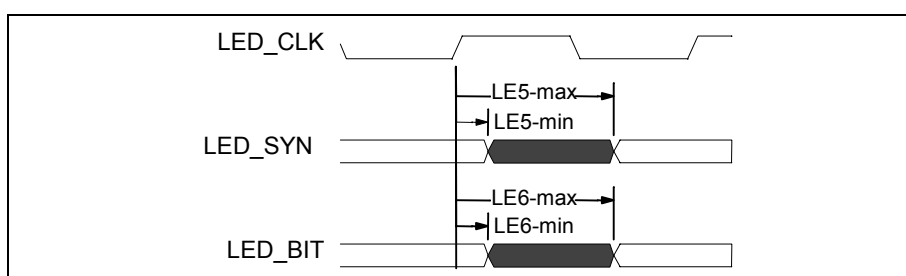 LED_CLK
LE5-max
LE5-min
LED_SYN
LE6-max
LE6-min
LED_BIT